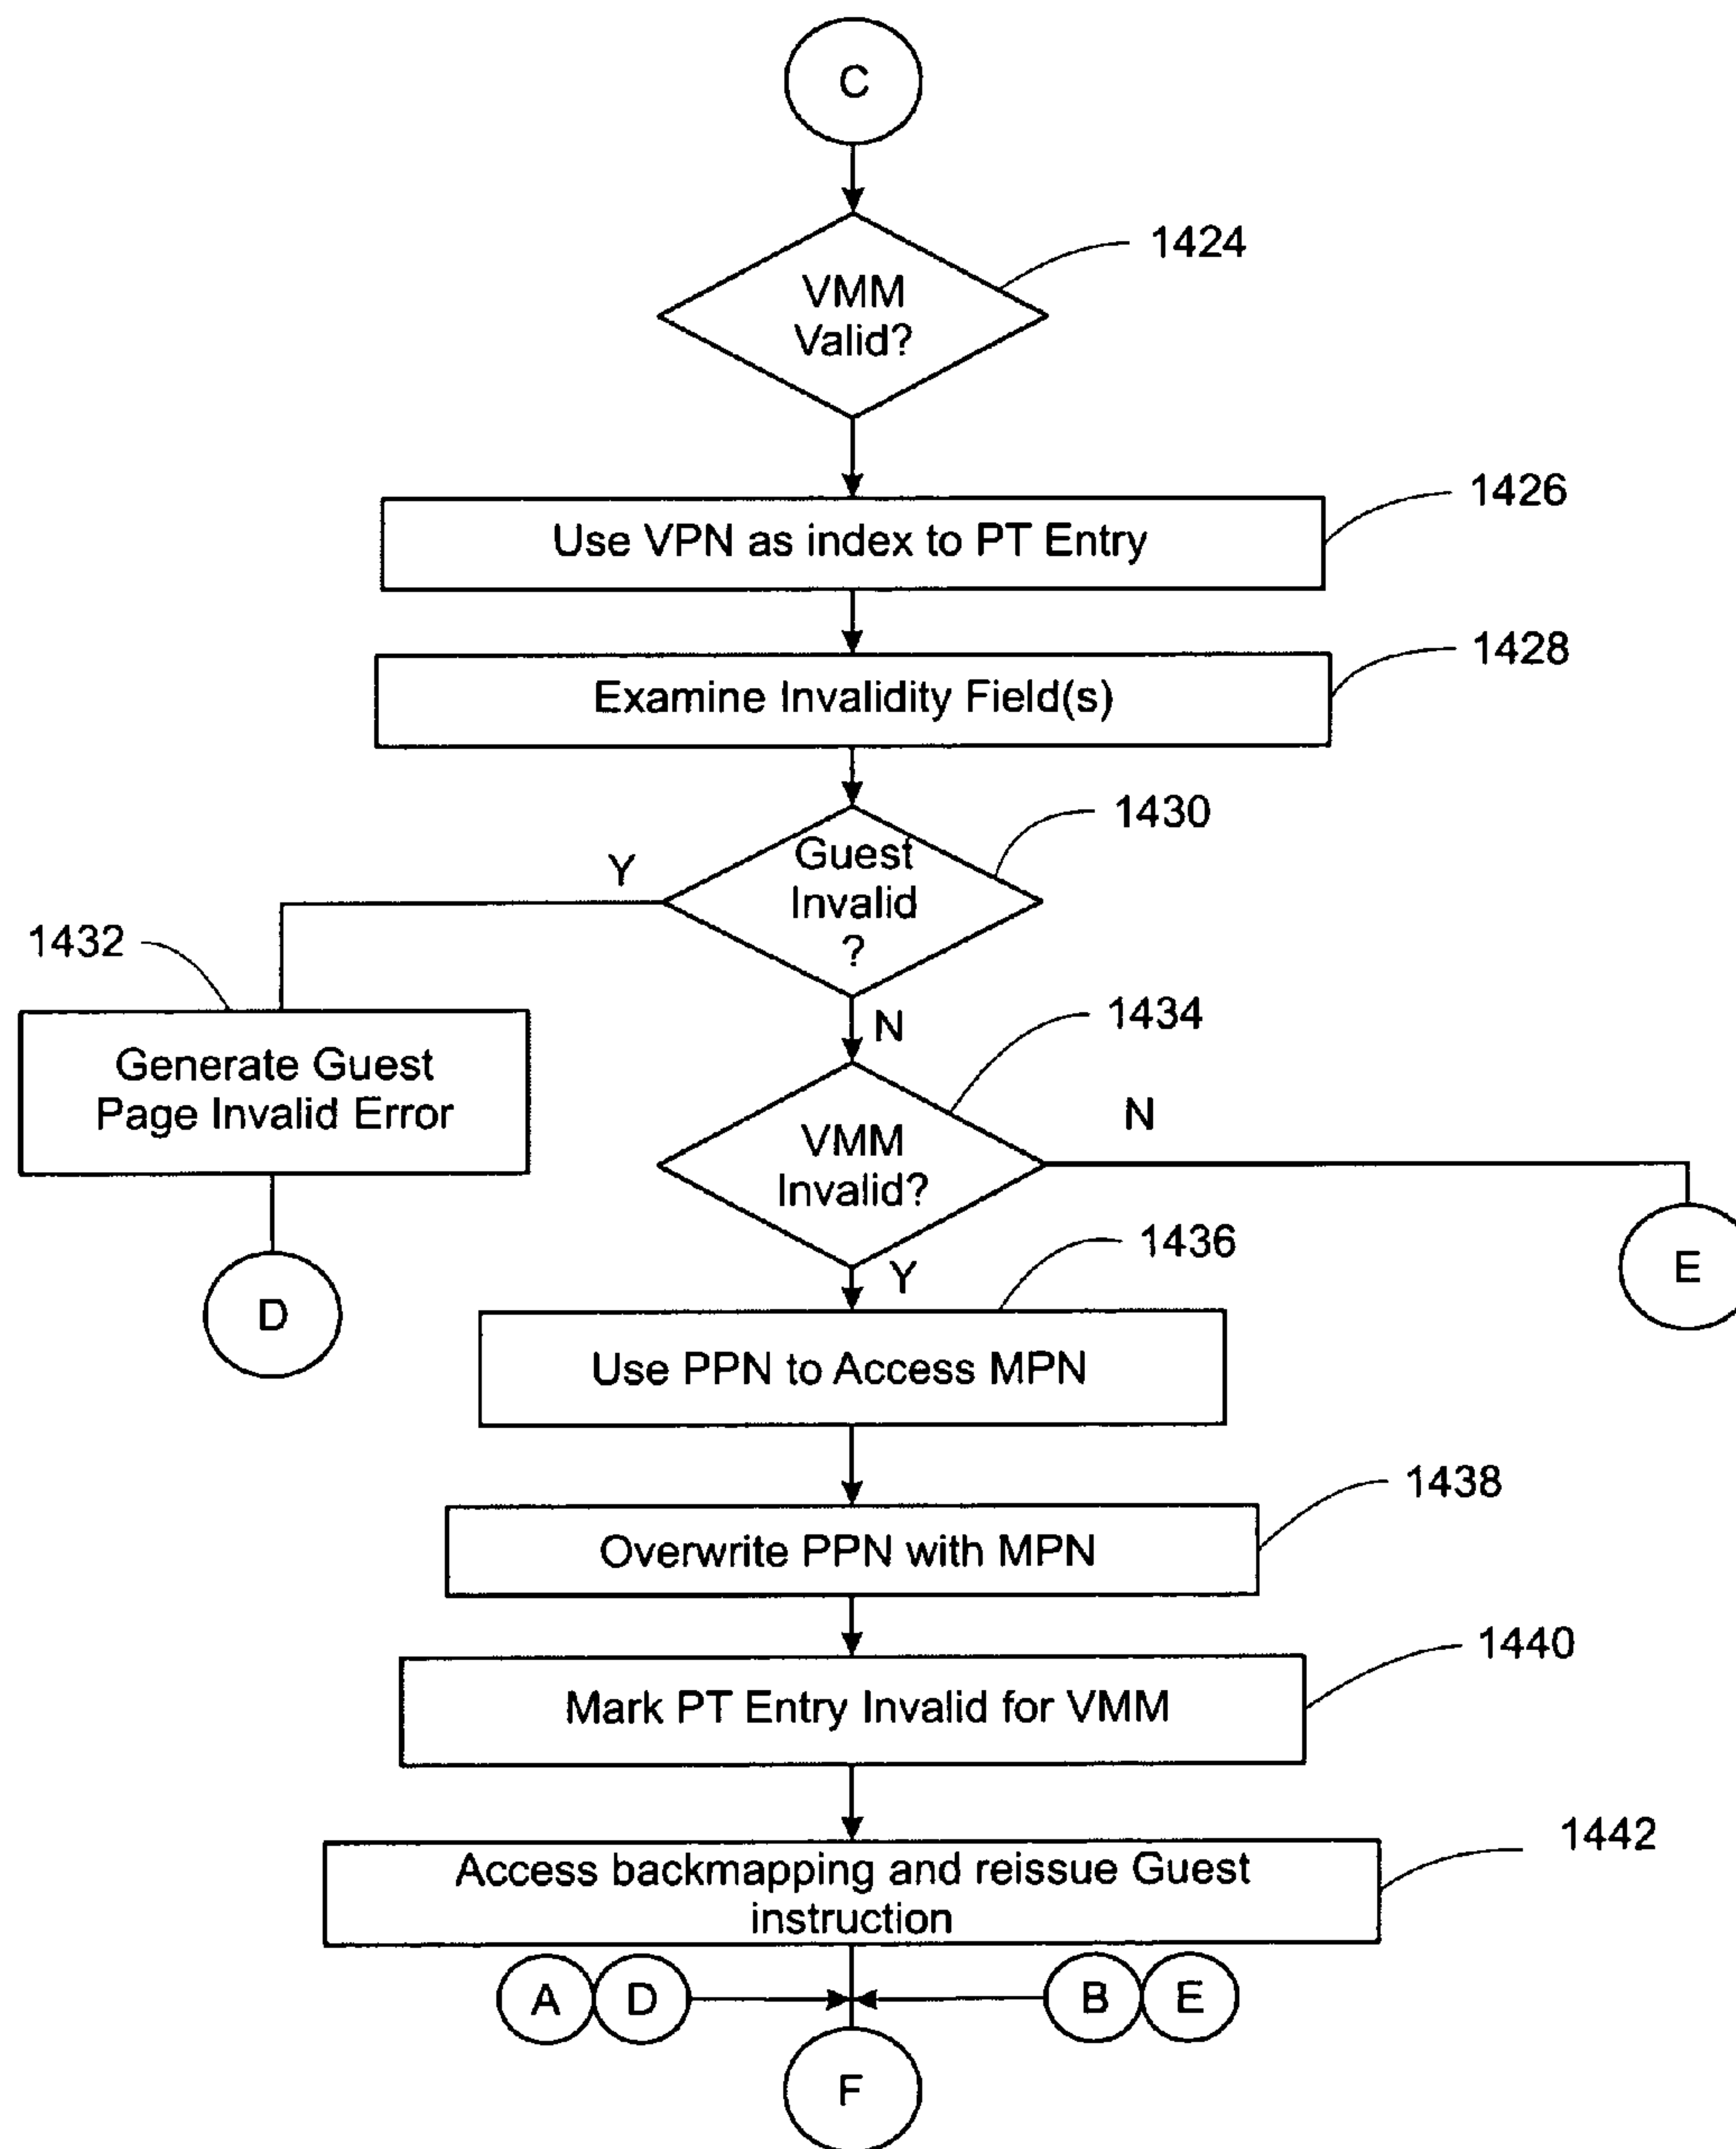 C
1424
VMM
Valid?
1426
Use VPN as index to PT Entry
1428
Examine Invalidity Field(s)
1430
Guest
Invalid
?
Y
1432
N
1434
Generate Guest
Page Invalid Error
VMM
Invalid?
N
D
E
Y
1436
Use PPN to Access MPN
1438
Overwrite PPN with MPN
1440
Mark PT Entry Invalid for VMM
1442
Access backmapping and reissue Guest
instruction
A D B E
F